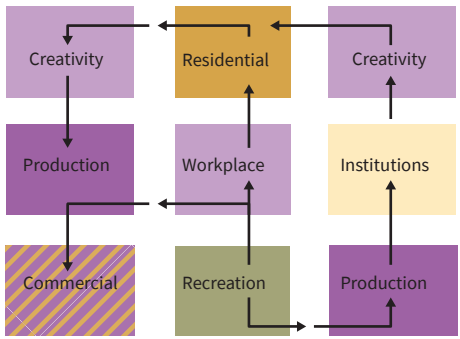 Creativity
Residential
Creativity
Production
Workplace
Institutions
Commercial
Recreation
Production